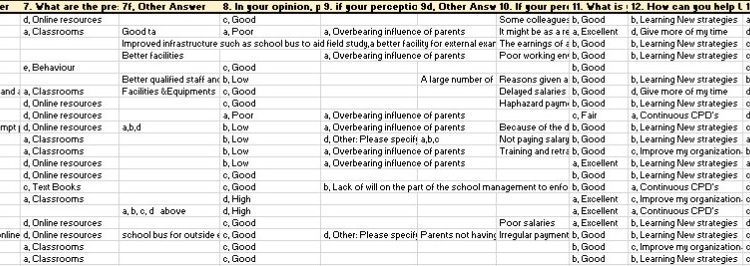 er 7. What are the pre 7f, Other Answer 8. In your opinion, p 9. if your perceptic 9d, Other Answ 10. If your per 11. What is 12. How can you help
d, Online resources c, Good Some colleagues b, Good b, Learning New strategies
a, Classrooms Good ta a, Poor a, Overbearing influence of parents It might be as a re a, Excellent d, Give more of my time
Improved infrastructure such as school bus to aid field study,a better facility for external exar The earnings of a b, Good b, Learning New strategies
Better facilities a, Overbearing influence of parents Poor working env b, Good b, Learning New strategies
e, Behaviour c, Good b, Good b, Learning New strategies
Better qualified staff anc b, Low A large number of Reasons given a b, Good b, Learning New strategies
and a a, Classrooms Facilities &Equipments c, Good Delayed salaries b, Good d, Give more of my time
d, Online resources c, Good Haphazard paym b, Good b, Learning New strategies
d, Online resources a, Poor a, Overbearing influence of parents c, Fair a, Continuous CPD's
mpt d, Online resources a,b,d b, Low a, Overbearing influence of parents Because of the d b, Good b, Learning New strategies
a, Classrooms b, Low d, Other: Please specify a,b,c Not paying salary b, Good b, Learning New strategies
a, Classrooms b, Low a, Overbearing influence of parents Training and retra b, Good c, Improve my organization
d, Online resources b, Low a, Overbearing influence of parents a, Excellent b, Learning New strategies
d, Online resources c, Good b, Good b, Learning New strategies
c, Text Books c, Good b, Lack of will on the part of the school management to enfo b, Good a, Continuous CPD's
a, Classrooms d, High a, Excellent c, Improve my organization
a, b, c, d above d, High a, Excellent a, Continuous CPD's
d, Online resources c, Good Poor salaries a, Excellent b, Learning New strategies
online d, Online resources school bus for outside c, Good d, Other: Please specify Parents not having Irregular payment b, Good b, Learning New strategies
a, Classrooms c, Good b, Good c, Improve my organization
a, Classrooms c, Good a, Excellent b, Learning New strategies